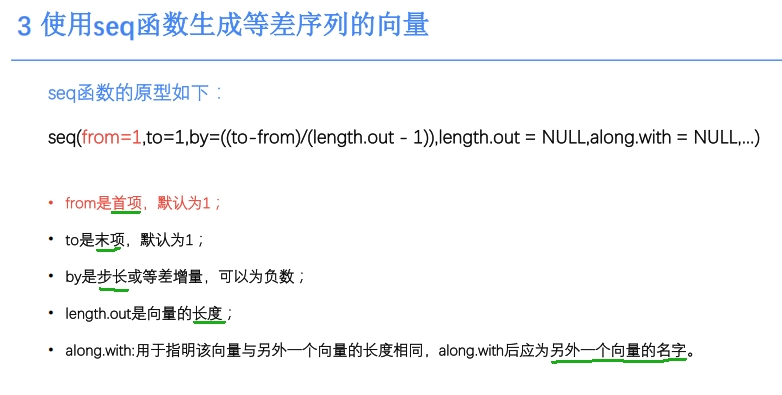 3 使用seq函数生成等差序列的向量
seq函数的原型如下：
seq(from=1,to=1,by=((to-from)/(length.out - 1)),length.out = NULL,along.with = NULL,...)
• from是首项，默认为1；
• to是末项，默认为1；
• by是步长或等差增量，可以为负数；
• length.out是向量的长度；
• along.with:用于指明该向量与另外一个向量的长度相同，along.with后应为另外一个向量的名字。